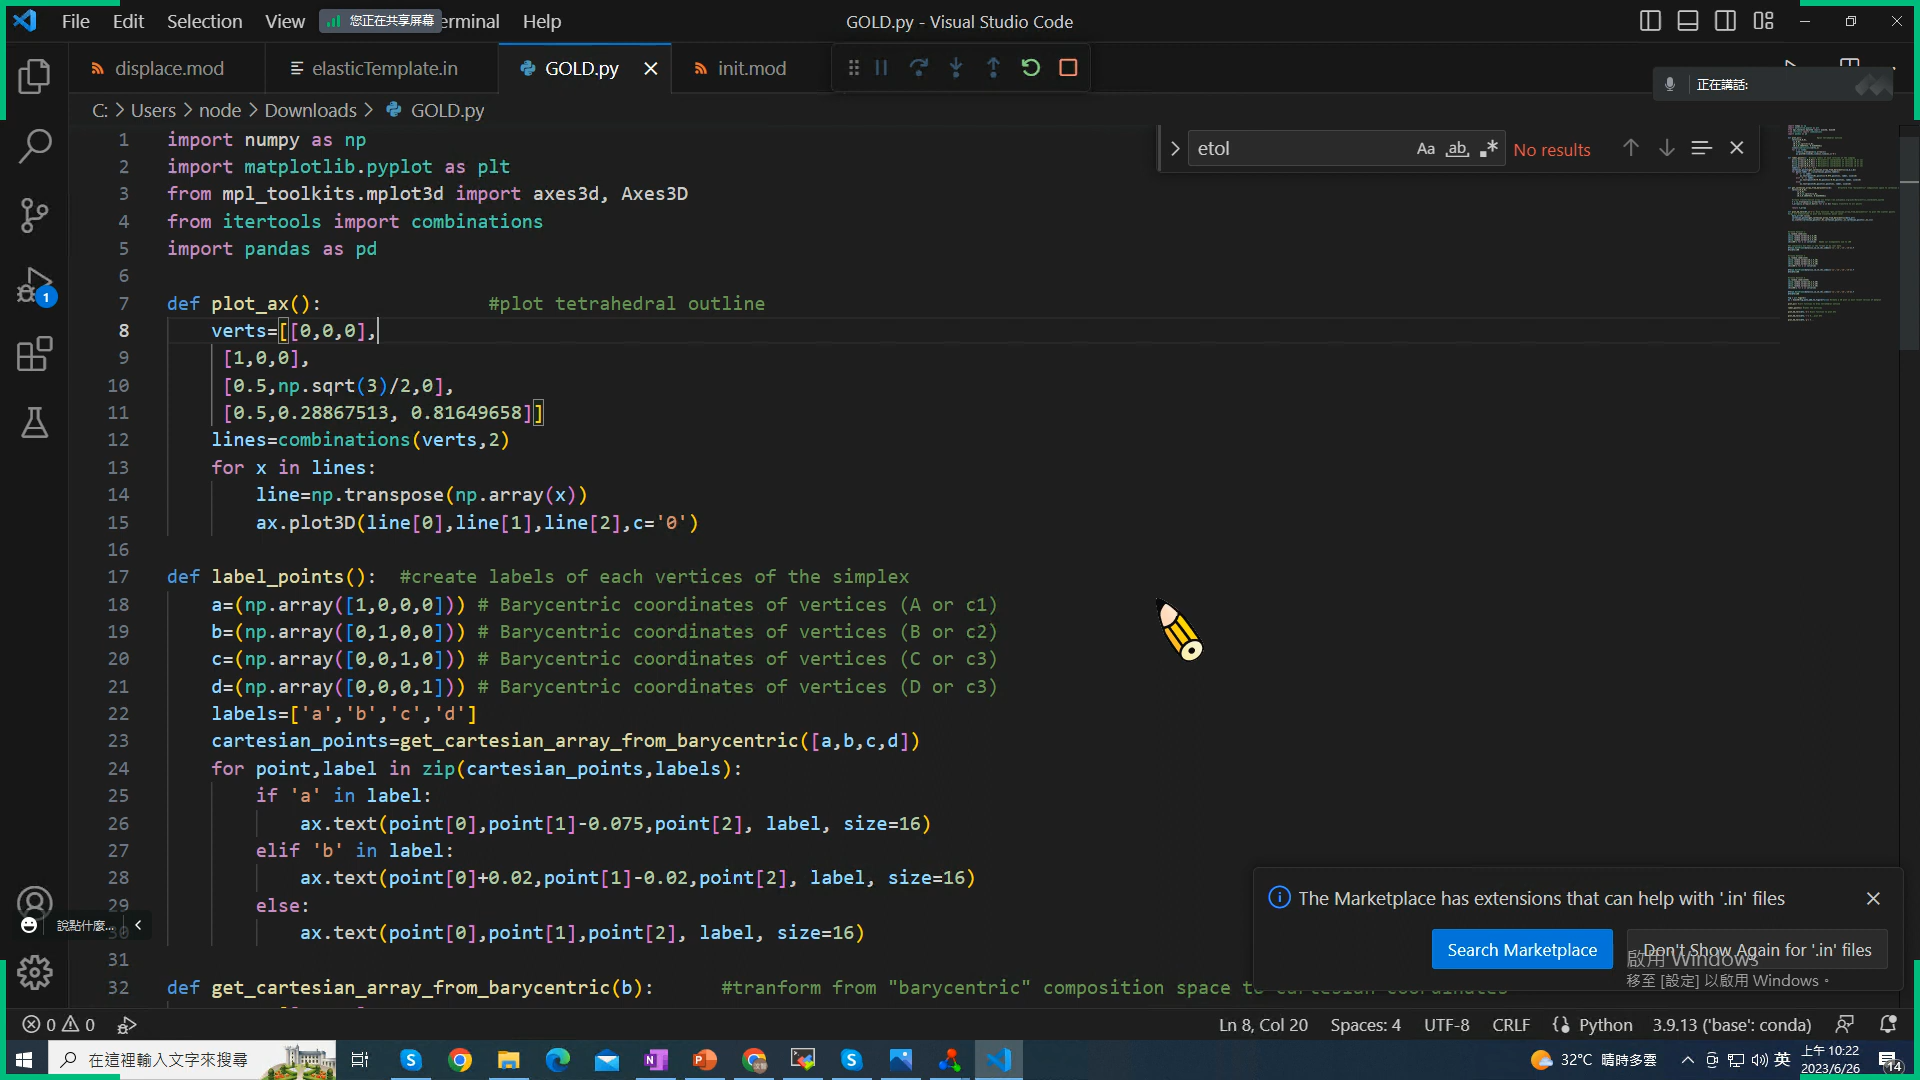 File Edit Selection View 您正在共享屏幕 erminal Help
GOLD.py - Visual Studio Code
displace.mod
elasticTemplate.in
GOLD.py
init.mod
正在講話:
C: > Users > node > Downloads > GOLD.py
etol
Aa ab No results
1 import numpy as np
2 import matplotlib.pyplot as plt
3 from mpl_toolkits.mplot3d import axes3d, Axes3D
4 from itertools import combinations
5 import pandas as pd
6
7 def plot_ax(): #plot tetrahedral outline
8 verts=[[0,0,0],
9 [1,0,0],
10 [0.5,np.sqrt(3)/2,0],
11 [0.5,0.28867513, 0.81649658]]
12 lines=combinations(verts,2)
13 for x in lines:
14 line=np.transpose(np.array(x))
15 ax.plot3D(line[0],line[1],line[2],c='0')
16
17 def label_points(): #create labels of each vertices of the simplex
18 a=(np.array([1,0,0,0])) # Barycentric coordinates of vertices (A or c1)
19 b=(np.array([0,1,0,0])) # Barycentric coordinates of vertices (B or c2)
20 c=(np.array([0,0,1,0])) # Barycentric coordinates of vertices (C or c3)
21 d=(np.array([0,0,0,1])) # Barycentric coordinates of vertices (D or c3)
22 labels=['a','b','c','d']
23 cartesian_points=get_cartesian_array_from_barycentric([a,b,c,d])
24 for point,label in zip(cartesian_points,labels):
25 if 'a' in label:
26 ax.text(point[0],point[1]-0.075,point[2], label, size=16)
27 elif 'b' in label:
28 ax.text(point[0]+0.02,point[1]-0.02,point[2], label, size=16)
29 else:
30 ax.text(point[0],point[1],point[2], label, size=16)
31
32 def get_cartesian_array_from_barycentric(b): #tranform from "barycentric" composition space to cartesian coordinates
1
說點什麼...
The Marketplace has extensions that can help with '.in' files
Search Marketplace
Don't Show Again for '.in' files
啟用 Windows
移至 [設定] 以啟用 Windows。
0 0
Ln 8, Col 20 Spaces: 4 UTF-8 CRLF Python 3.9.13 ('base': conda)
在這裡輸入文字來搜尋
32°C 晴時多雲
英
上午 10:22
2023/6/26
14